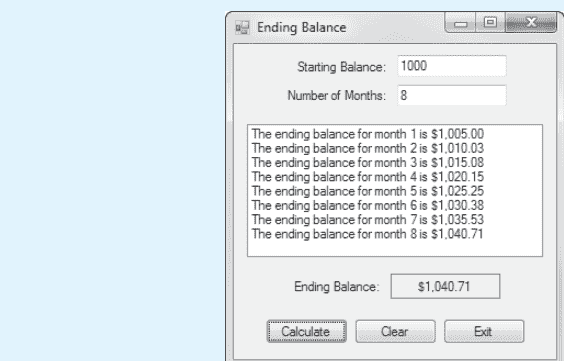 Ending Balance
Starting Balance: 1000
Number of Months: 8
The ending balance for month 1 is $1,005.00
The ending balance for month 2 is $1,010.03
The ending balance for month 3 is $1,015.08
The ending balance for month 4 is $1,020.15
The ending balance for month 5 is $1,025.25
The ending balance for month 6 is $1,030.38
The ending balance for month 7 is $1,035.53
The ending balance for month 8 is $1,040.71
Ending Balance: $1,040.71
Calculate Clear Exit